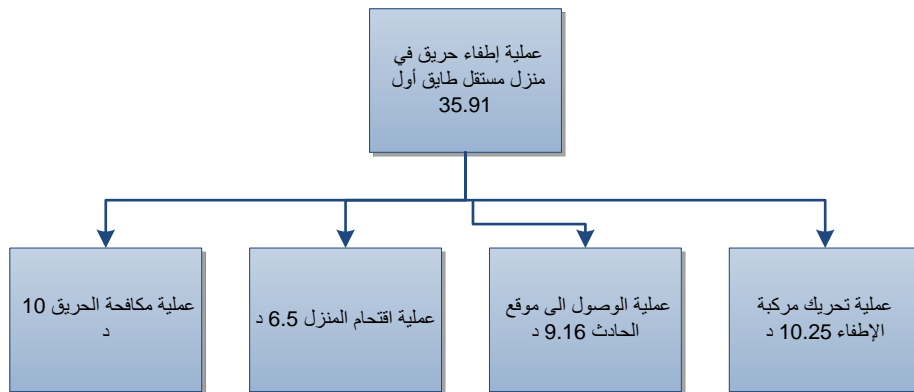 عملية إطفاء حريق في
منزل مستقل طايق أول
35.91
عملية تحريك مركبة
الإطفاء 10.25 د
عملية الوصول الى موقع
الحادث 9.16 د
عملية اقتحام المنزل 6.5 د
عملية مكافحة الحريق 10
د